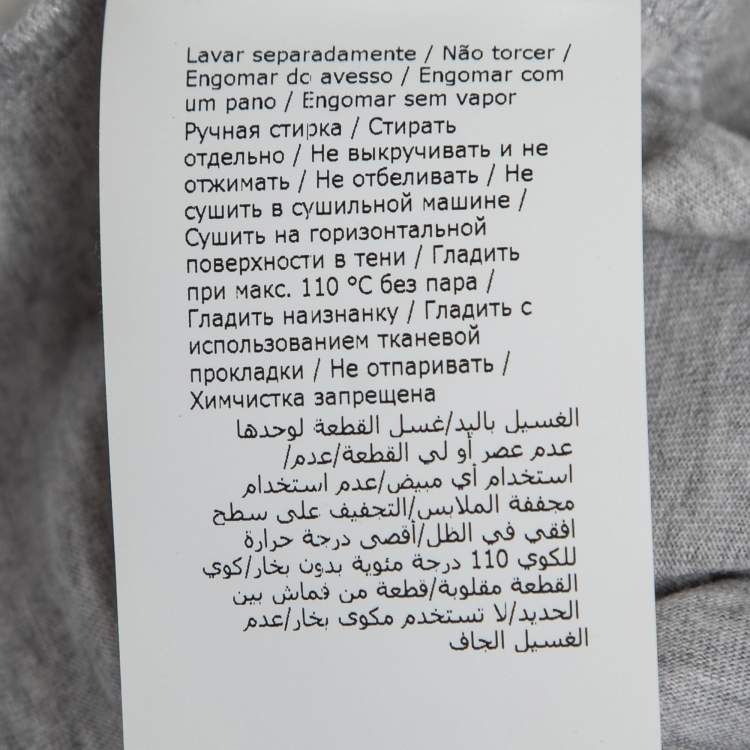 Lavar separadamente / Não torcer /
Engomar do avesso / Engomar com
um pano / Engomar sem vapor
Ручная стирка / Стирать
отдельно / Не выкручивать и не
отжимать / Не отбеливать / Не
сушить в сушильной машине /
Сушить на горизонтальной
поверхности в тени / Гладить
при макс. 110 °C без пара /
Гладить наизнанку / Гладить с
использованием тканевой
прокладки / Не отпаривать /
Химчистка запрещена
الغسيل باليد/غسل القطعة لوحدها
عدم عصر أو لي القطعة/عدم/
استخدام أي مبيض/عدم استخدام
مجففة الملابس/التجفيف على سطح
افقي في الظل/أقصى درجة حرارة
للكوي 110 درجة مئوية بدون بخار/كوي
القطعة مقلوبة/قطعة من قماش بين
الحديد/لا تستخدم مكوى بخار/عدم
الغسيل الجاف